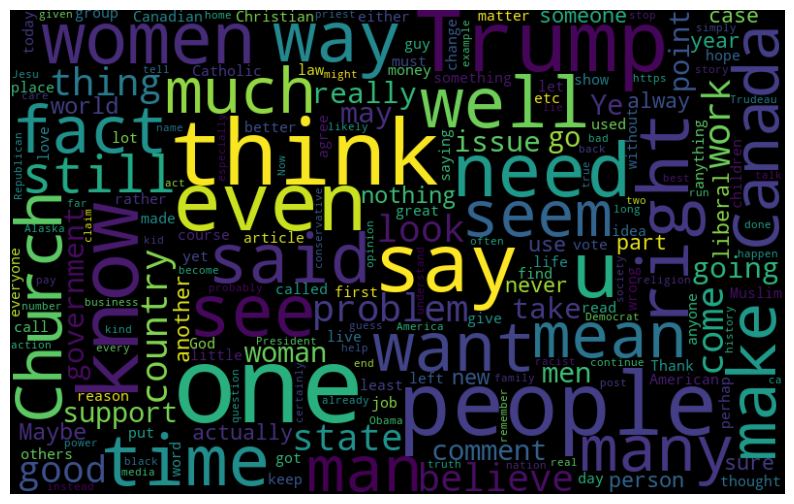 given group Canadian home Christian priest either matter someone case stop
today women way Trump point year simply
Jesu tell guy change hope example
place thing Catholic law might money must something let show https story
care world much really well Ye alway Trudeau
name better etc used without
fact lot love may agree saying issue go bad back anything work
Republican likely true children
still think need right Canada
especially Now nothing great two best talk
act rather look seem idea long liberal
Alaska far made even conservative use vote part done
claim kid course article opinion often life find going
everyone yet become said say u society religion happen
pay probably called never wrong Muslim
number business first understand Democrat anyone come
Church know government country see problem take read history
call kind another President guess America give
action every God live help want mean racist continue Thank
reason woman little end men family American perhap make
support question least left new post ca
Maybe already job Obama
others power put actually one people remember
time state comment many sure
good black word certainly got truth nation real
media keep man believe day person thought
instead